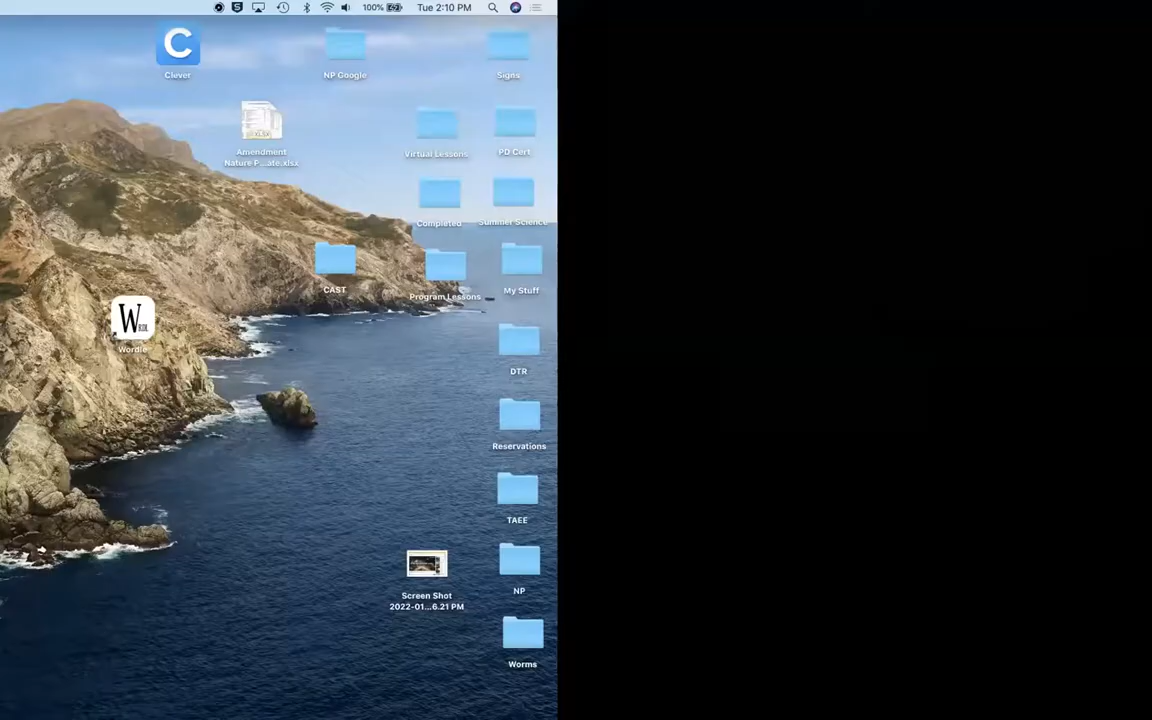 100% Tue 2:10 PM
C
Clever
NP Google
Signs
Amendment
Nature P...ate.xlsx
Virtual Lessons
PD Cert
Completed
Summer Science
CAST
Program Lessons
My Stuff
W
Wordle
DTR
Reservations
TAEE
Screen Shot
2022-01...6.21 PM
NP
Worms